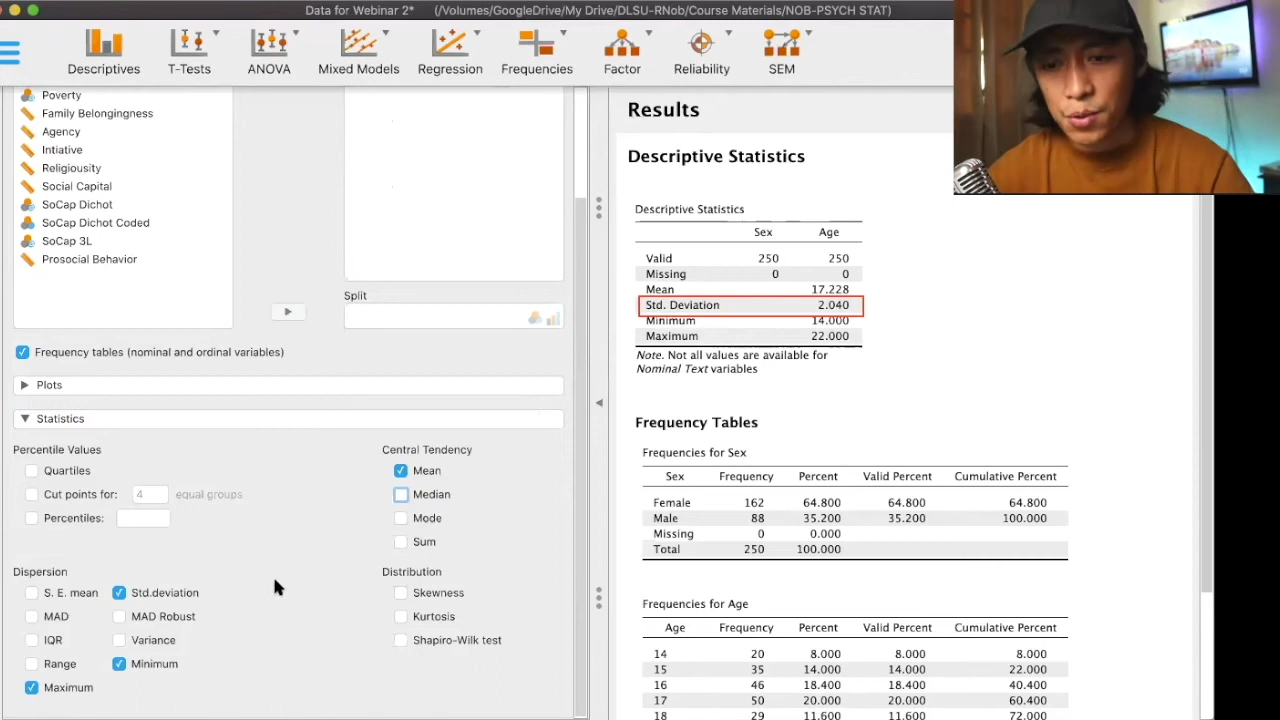 Data for Webinar 2* (/Volumes/GoogleDrive/My Drive/DLSU-RNob/Course Materials/NOB-PSYCH STAT)
Descriptives T-Tests ANOVA Mixed Models Regression Frequencies Factor Reliability SEM
Poverty
Family Belongingness
Agency
Intiative
Religiousity
Social Capital
SoCap Dichot
SoCap Dichot Coded
SoCap 3L
Prosocial Behavior
Split
Frequency tables (nominal and ordinal variables)
Plots
Statistics
Percentile Values
Quartiles
Cut points for: 4 equal groups
Percentiles:
Central Tendency
Mean
Median
Mode
Sum
Dispersion
S. E. mean Std.deviation
MAD MAD Robust
IQR Variance
Range Minimum
Maximum
Distribution
Skewness
Kurtosis
Shapiro-Wilk test
Results
Descriptive Statistics
Descriptive Statistics
Sex Age
Valid 250 250
Missing 0 0
Mean 17.228
Std. Deviation 2.040
Minimum 14.000
Maximum 22.000
Note. Not all values are available for
Nominal Text variables
Frequency Tables
Frequencies for Sex
Sex Frequency Percent Valid Percent Cumulative Percent
Female 162 64.800 64.800 64.800
Male 88 35.200 35.200 100.000
Missing 0 0.000
Total 250 100.000
Frequencies for Age
Age Frequency Percent Valid Percent Cumulative Percent
14 20 8.000 8.000 8.000
15 35 14.000 14.000 22.000
16 46 18.400 18.400 40.400
17 50 20.000 20.000 60.400
18 29 11.600 11.600 72.000